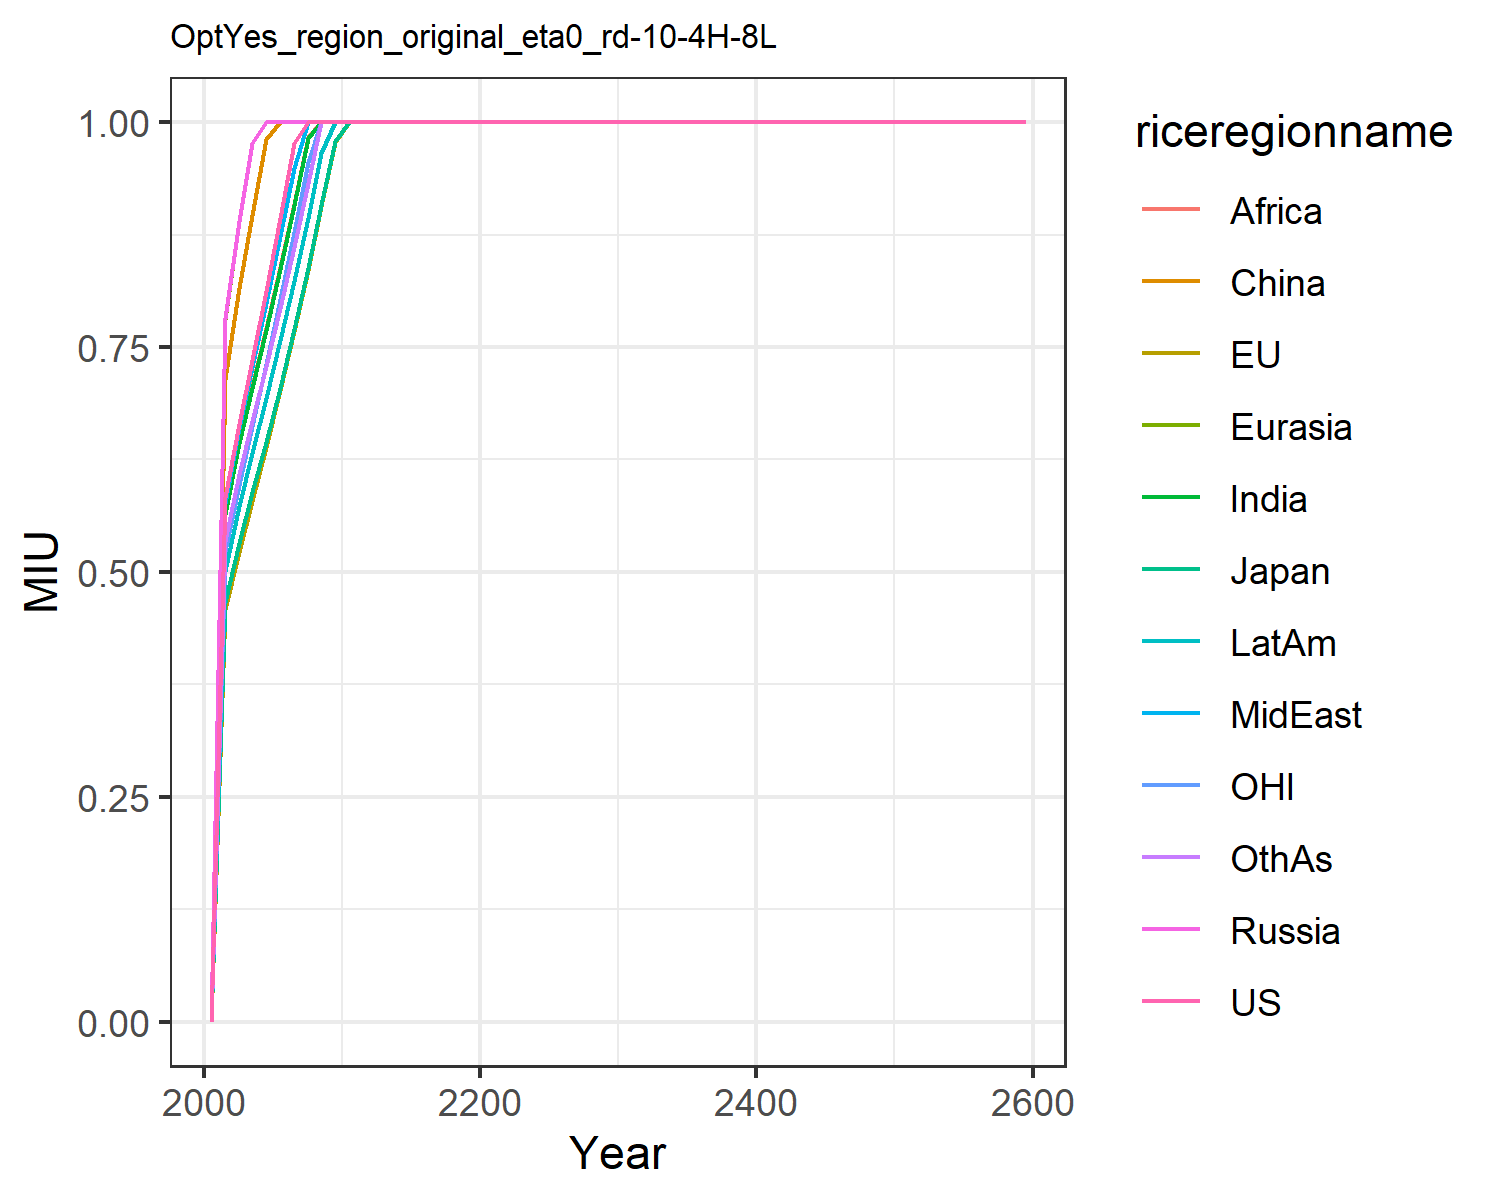 OptYes_region_original_eta0_rd-10-4H-8L
1.00
0.75
0.50
0.25
0.00
MIU
2000 2200 2400 2600
Year
riceregionname
Africa
China
EU
Eurasia
India
Japan
LatAm
MidEast
OHI
OthAs
Russia
US